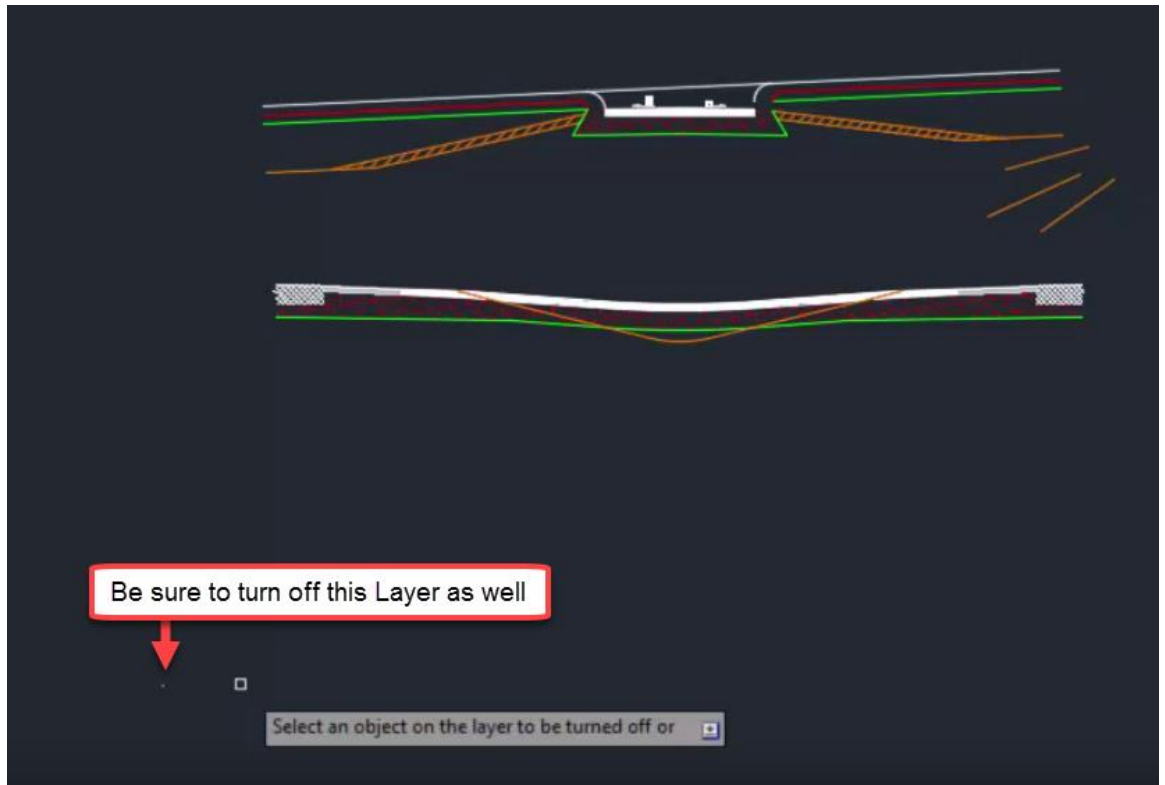 Be sure to turn off this Layer as well
Select an object on the layer to be turned off or